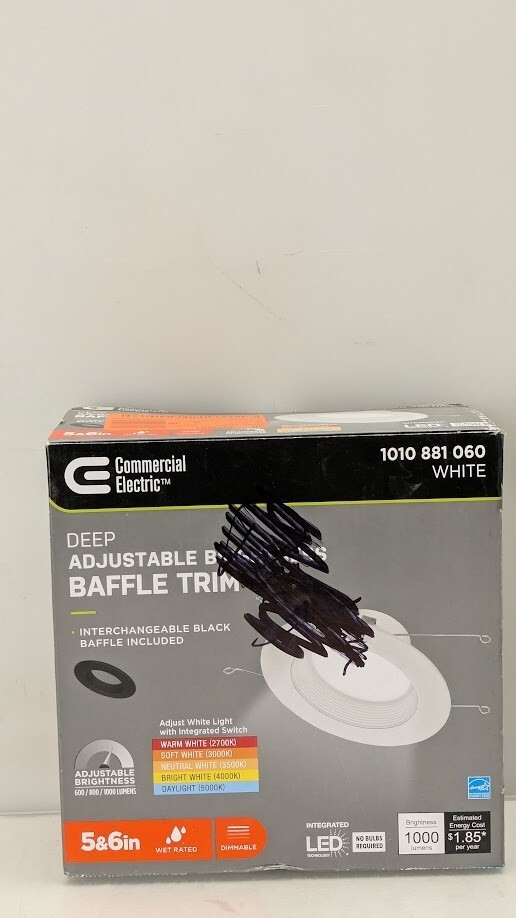 Commercial
Electric™
1010 881 060
WHITE
DEEP
ADJUSTABLE
BAFFLE TRIM
• INTERCHANGEABLE BLACK
BAFFLE INCLUDED
Adjust White Light
with Integrated Switch
WARM WHITE (2700K)
SOFT WHITE (3000K)
NEUTRAL WHITE (3500K)
BRIGHT WHITE (4000K)
DAYLIGHT (5000K)
ADJUSTABLE
BRIGHTNESS
600 / 800 / 1000 LUMENS
5&6in
WET RATED
DIMMABLE
INTEGRATED
LED
TECHNOLOGY
NO BULBS
REQUIRED
Brightness
1000
lumens
Estimated
Energy Cost
$1.85*
per year